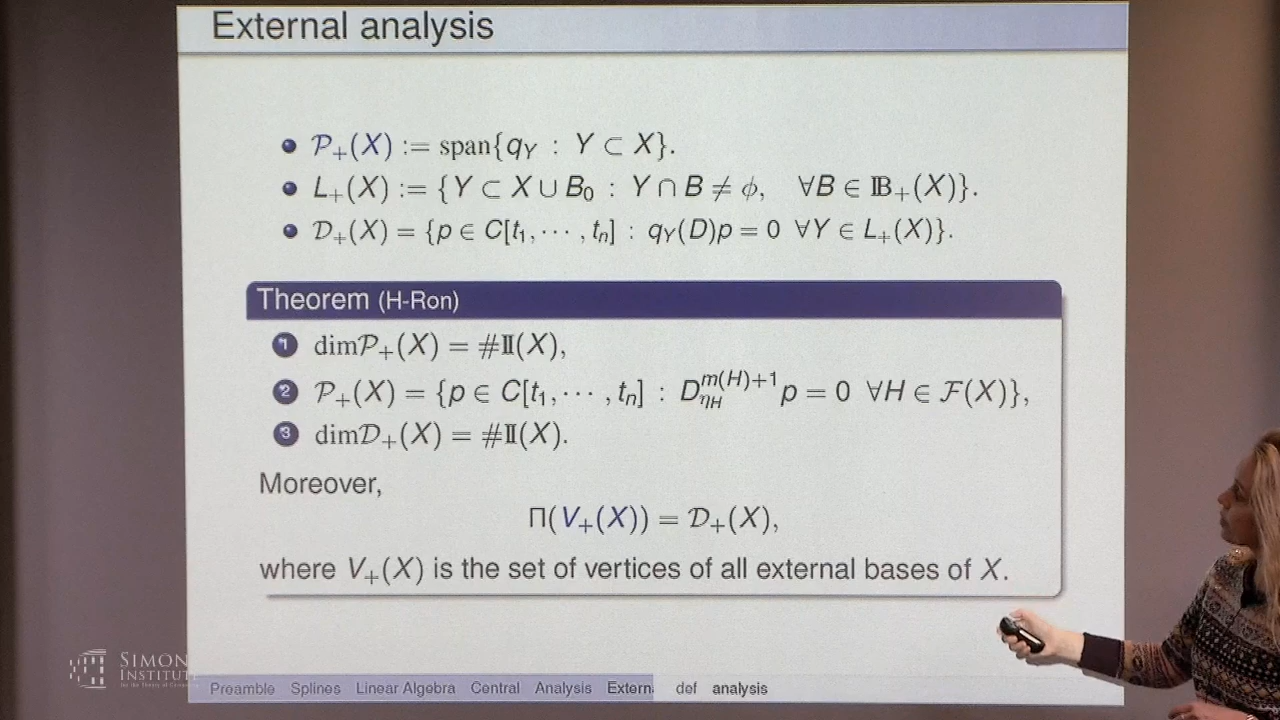 External analysis
P₊(X) := span{q_Y : Y ⊂ X}.
L₊(X) := {Y ⊂ X ∪ B₀ : Y ∩ B ≠ ϕ, ∀B ∈ 𝔹₊(X)}.
D₊(X) = {p ∈ C[t₁, ⋯ , tₙ] : q_Y(D)p = 0 ∀Y ∈ L₊(X)}.
Theorem (H-Ron)
1 dimP₊(X) = #𝕀(X),
2 P₊(X) = {p ∈ C[t₁, ⋯ , tₙ] : D_{η_H}^{m(H)+1} p = 0 ∀H ∈ F(X)},
3 dimD₊(X) = #𝕀(X).
Moreover,
Π(V₊(X)) = D₊(X),
where V₊(X) is the set of vertices of all external bases of X.
SIMON
INSTITUTE
Preamble Splines Linear Algebra Central Analysis Extern def analysis